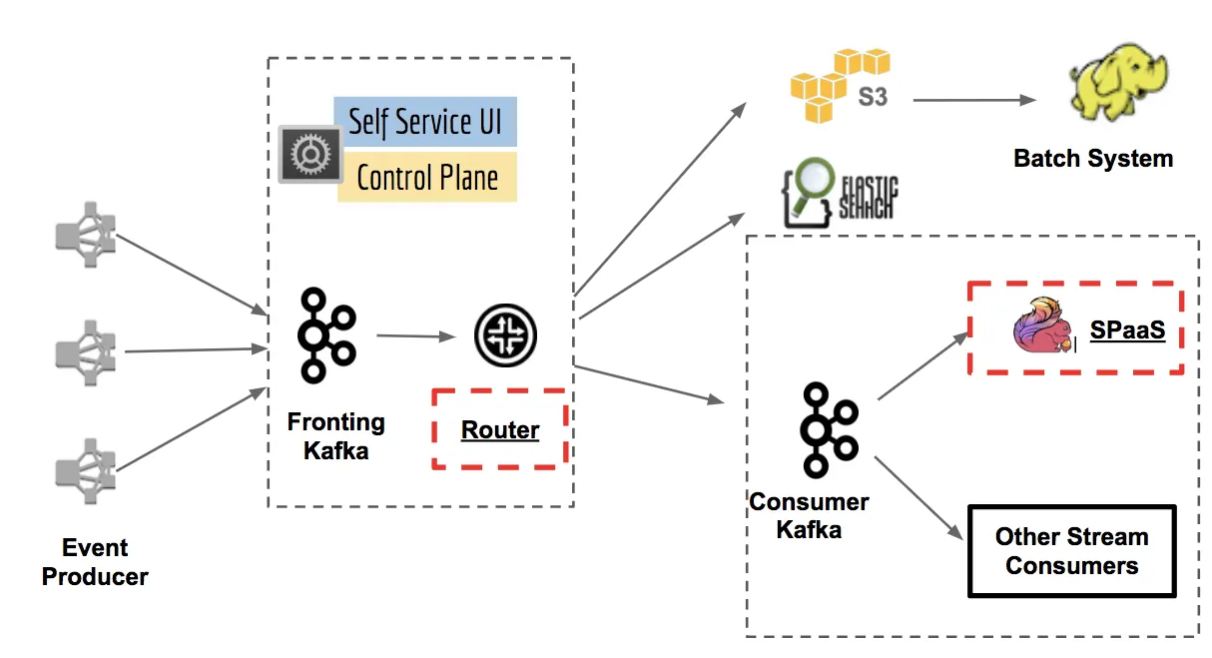 Self Service UI
Control Plane
S3
Batch System
ELASTIC
SEARCH
SPaaS
Fronting
Kafka
Router
Consumer
Kafka
Other Stream
Consumers
Event
Producer